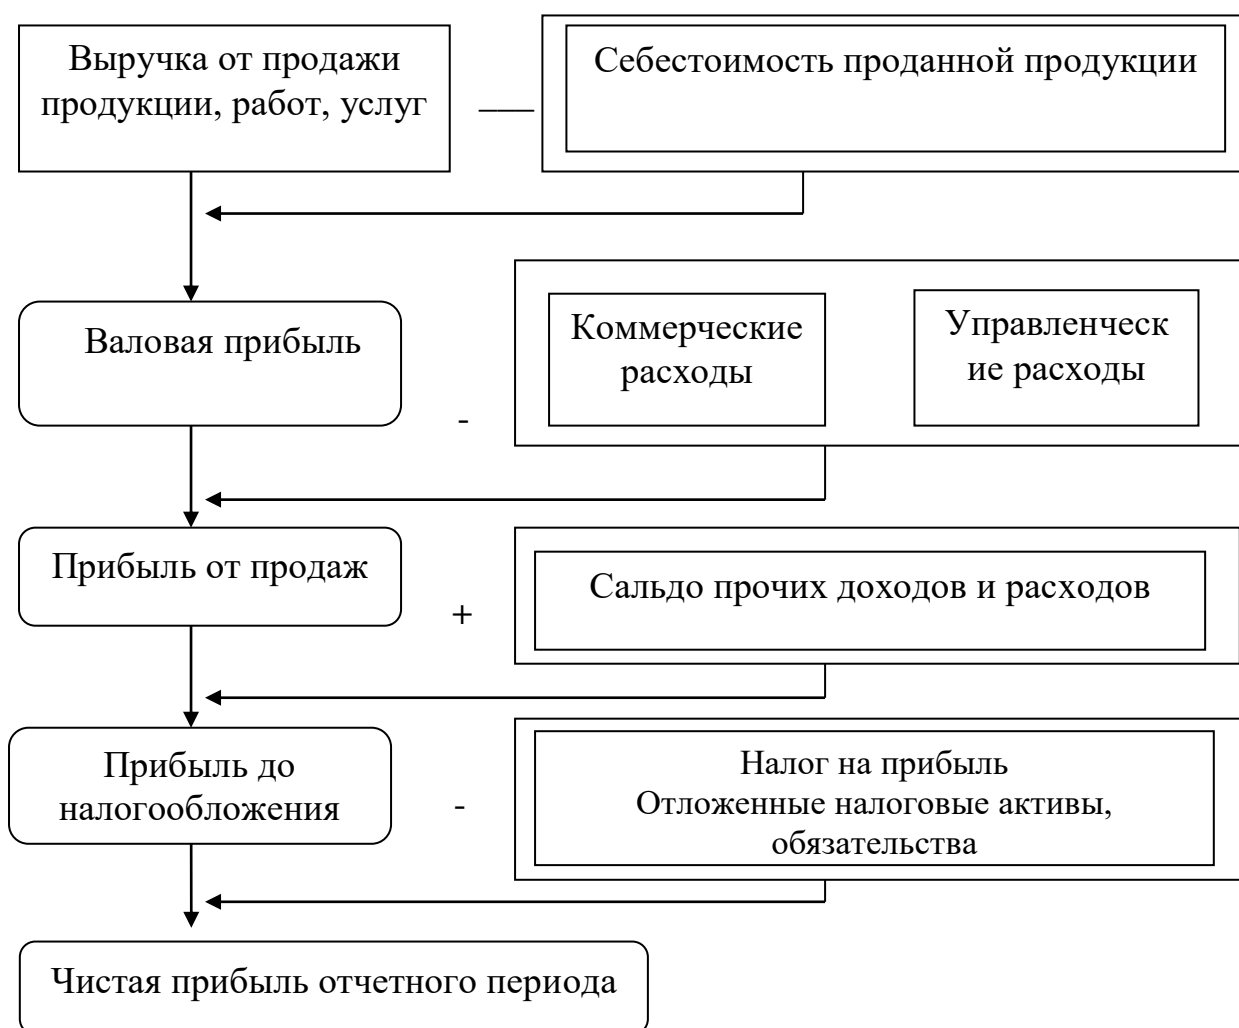 Выручка от продажи
продукции, работ, услуг
—
Себестоимость проданной продукции
Валовая прибыль
-
Коммерческие
расходы
Управленческ
ие расходы
Прибыль от продаж
+
Сальдо прочих доходов и расходов
Прибыль до
налогообложения
-
Налог на прибыль
Отложенные налоговые активы,
обязательства
Чистая прибыль отчетного периода